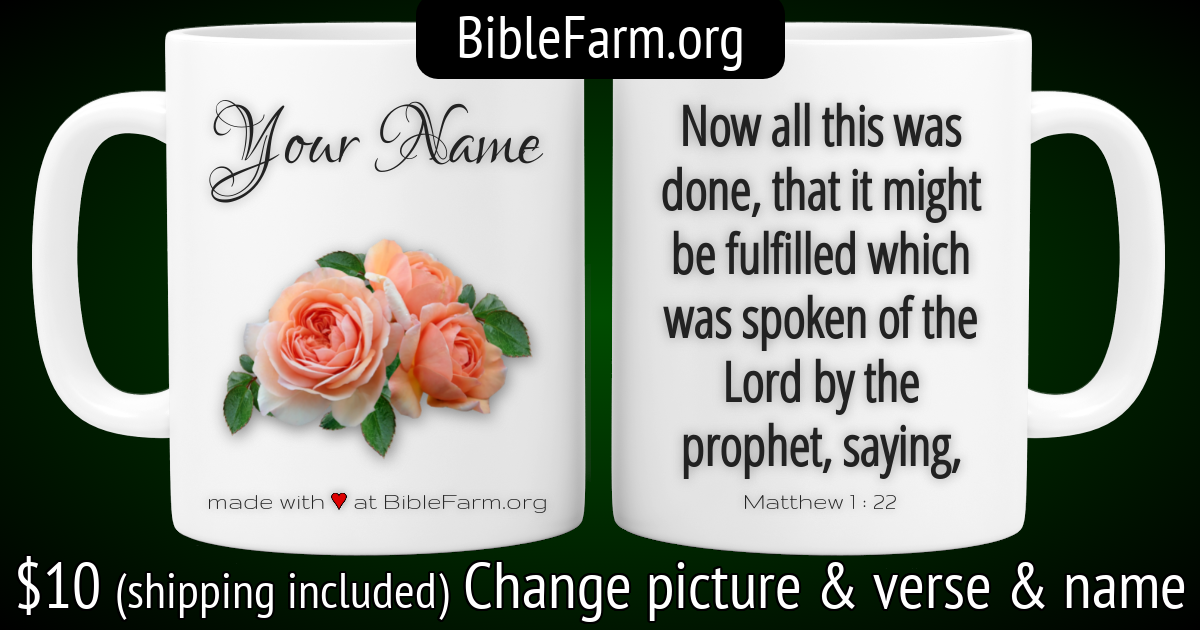 BibleFarm.org
Your Name
made with ♥ at BibleFarm.org
Now all this was
done, that it might
be fulfilled which
was spoken of the
Lord by the
prophet, saying,
Matthew 1 : 22
$10 (shipping included) Change picture & verse & name